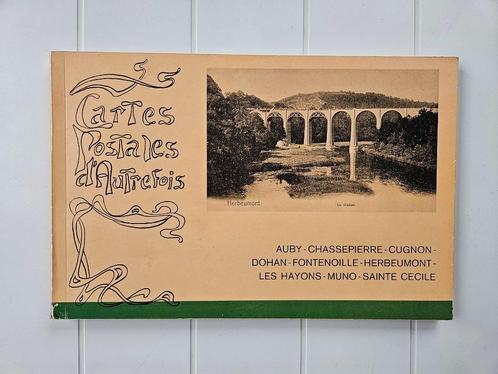 Cartes
Postales
d'Autrefois
Herbeumont
Le viaduc.
AUBY-CHASSEPIERRE-CUGNON-
DOHAN-FONTENOILLE-HERBEUMONT-
LES HAYONS-MUNO-SAINTE CECILE